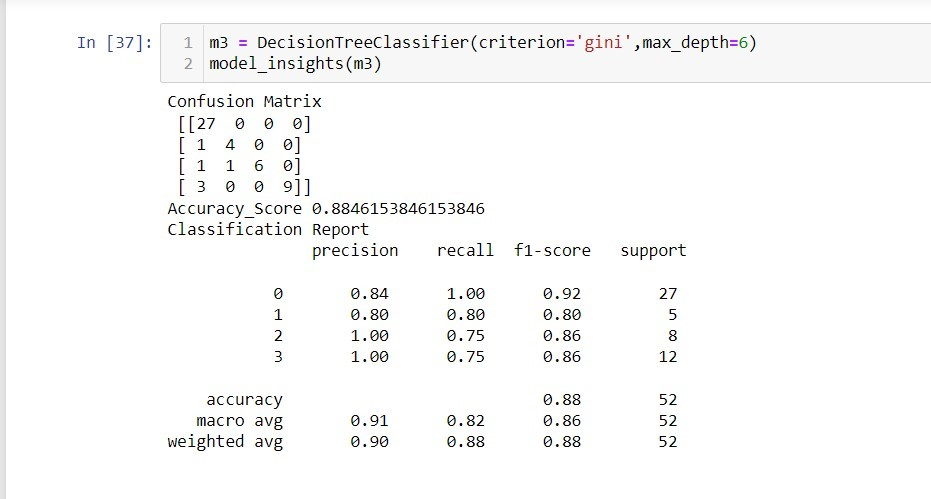 In [37]:
1 m3 = DecisionTreeClassifier(criterion='gini',max_depth=6)
2 model_insights(m3)
Confusion Matrix
[[27 0 0 0]
[ 1 4 0 0]
[ 1 1 6 0]
[ 3 0 0 9]]
Accuracy_Score 0.8846153846153846
Classification Report
precision recall f1-score support
0 0.84 1.00 0.92 27
1 0.80 0.80 0.80 5
2 1.00 0.75 0.86 8
3 1.00 0.75 0.86 12
accuracy 0.88 52
macro avg 0.91 0.82 0.86 52
weighted avg 0.90 0.88 0.88 52